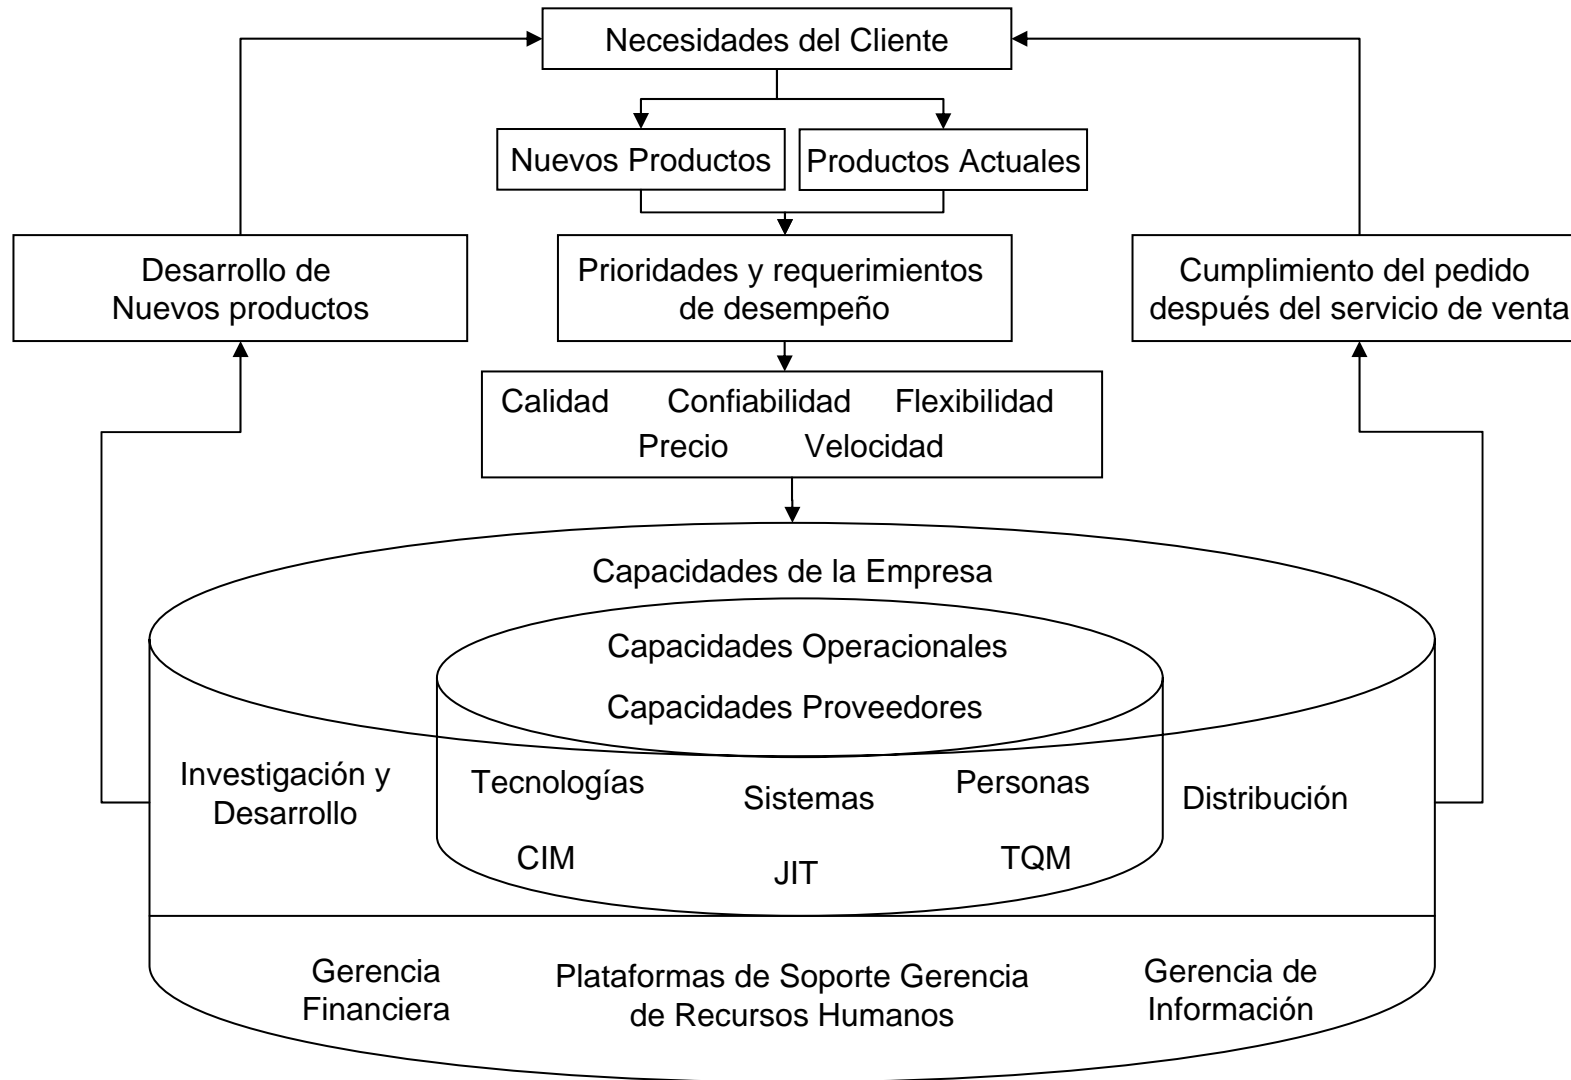 Necesidades del Cliente
Nuevos Productos
Productos Actuales
Desarrollo de
Nuevos productos
Prioridades y requerimientos
de desempeño
Cumplimiento del pedido
después del servicio de venta
Calidad Confiabilidad Flexibilidad
Precio Velocidad
Capacidades de la Empresa
Capacidades Operacionales
Capacidades Proveedores
Investigación y
Desarrollo
Tecnologías Sistemas Personas
CIM JIT TQM
Distribución
Gerencia
Financiera
Plataformas de Soporte Gerencia
de Recursos Humanos
Gerencia de
Información